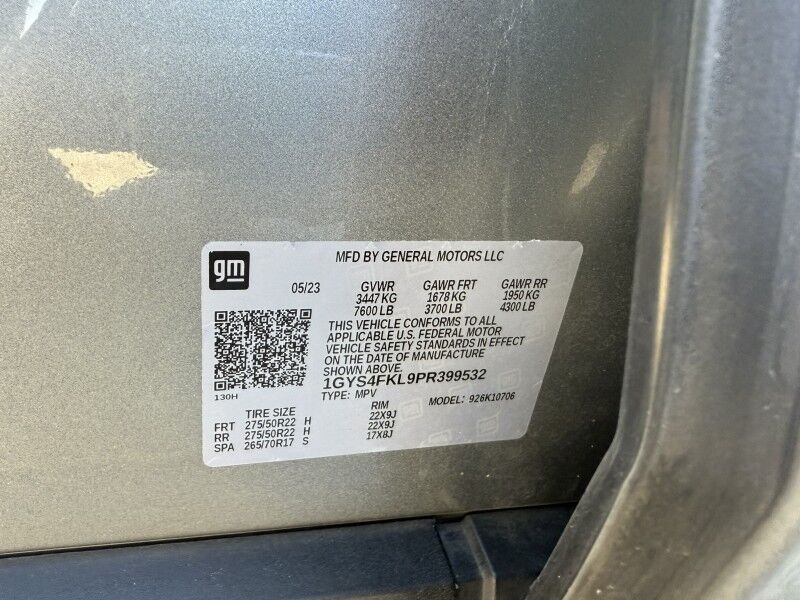 gm
MFD BY GENERAL MOTORS LLC
05/23 GVWR GAWR FRT GAWR RR
3447 KG 1678 KG 1950 KG
7600 LB 3700 LB 4300 LB
THIS VEHICLE CONFORMS TO ALL
APPLICABLE U.S. FEDERAL MOTOR
VEHICLE SAFETY STANDARDS IN EFFECT
ON THE DATE OF MANUFACTURE
SHOWN ABOVE.
1GYS4FKL9PR399532
130H
TYPE: MPV MODEL: 926K10706
TIRE SIZE RIM
FRT 275/50R22 H 22X9J
RR 275/50R22 H 22X9J
SPA 265/70R17 S 17X8J